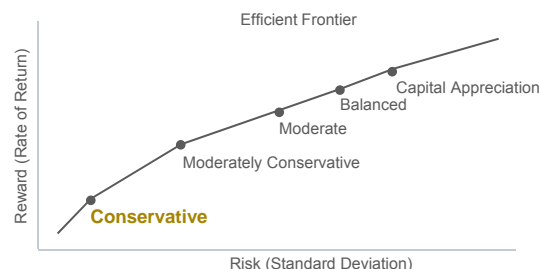 Efficient Frontier
Capital Appreciation
Balanced
Moderate
Moderately Conservative
Conservative
Reward (Rate of Return)
Risk (Standard Deviation)